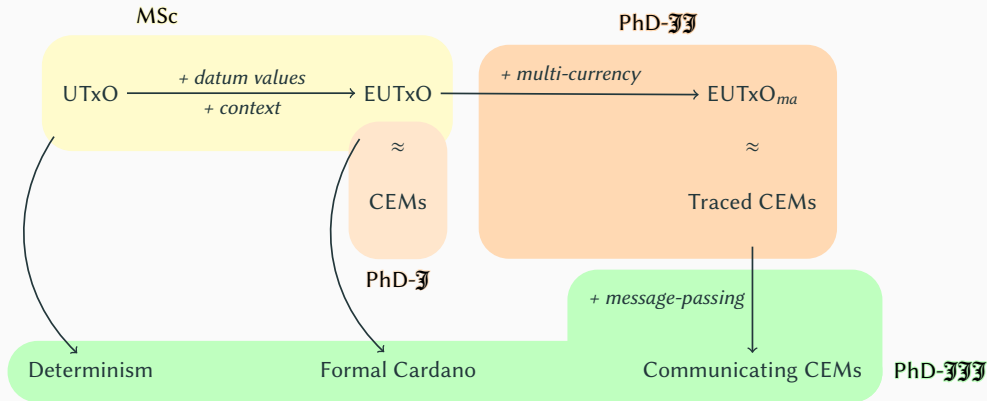 MSc
PhD-ℑℑ
UTxO
+ datum values
+ context
EUTxO
+ multi-currency
EUTxOma
≈
≈
CEMs
Traced CEMs
PhD-ℑ
+ message-passing
Determinism
Formal Cardano
Communicating CEMs
PhD-ℑℑℑ